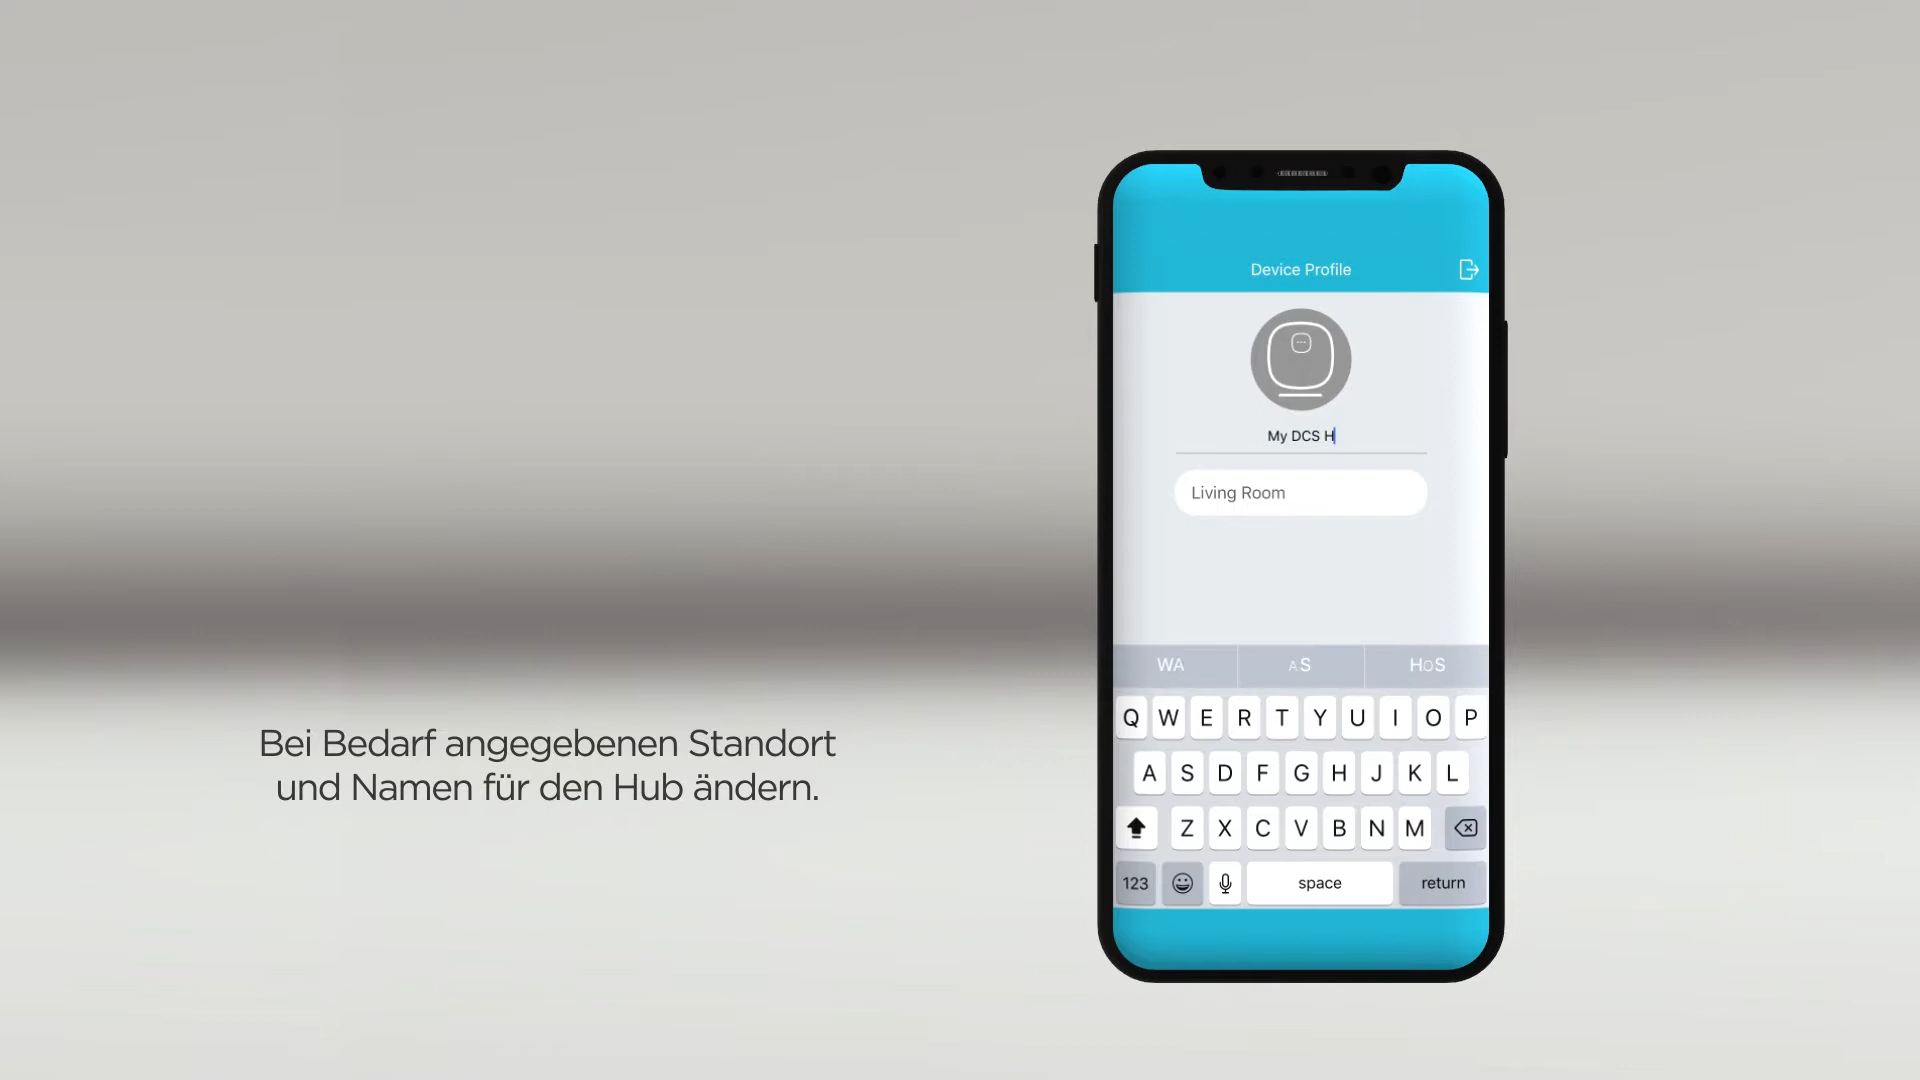 Bei Bedarf angegebenen Standort
und Namen für den Hub ändern.
Device Profile
My DCS H
Living Room
WA AS HOS
Q W E R T Y U I O P
A S D F G H J K L
Z X C V B N M
123 space return